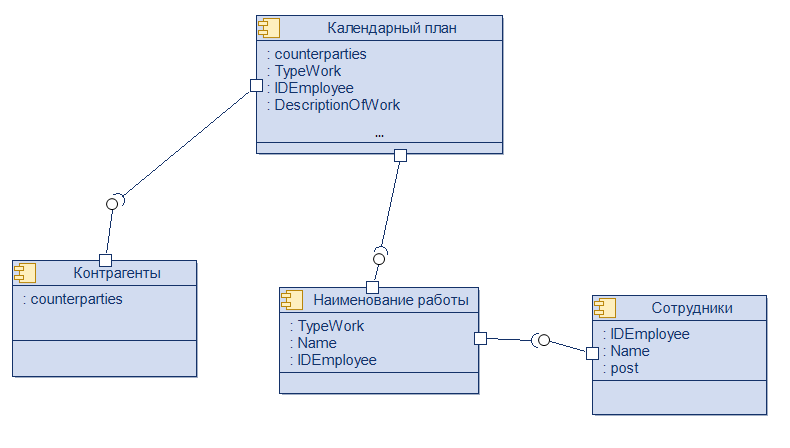 Календарный план
: counterparties
: TypeWork
: IDEmployee
: DescriptionOfWork
...
Контрагенты
: counterparties
Наименование работы
: TypeWork
: Name
: IDEmployee
Сотрудники
: IDEmployee
: Name
: post